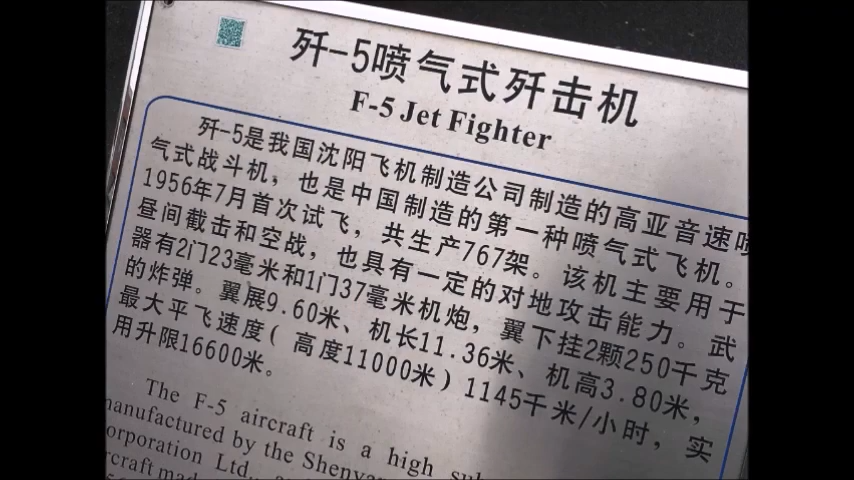 歼-5喷气式歼击机
F-5 Jet Fighter
歼-5是我国沈阳飞机制造公司制造的高亚音速喷
气式战斗机，也是中国制造的第一种喷气式飞机。
1956年7月首次试飞，共生产767架。该机主要用于
昼间截击和空战，也具有一定的对地攻击能力。武
器有2门23毫米和1门37毫米机炮，翼下挂2颗250千克
的炸弹。翼展9.60米、机长11.36米、机高3.80米，
最大平飞速度(高度11000米)1145千米/小时，实
用升限16600米。
The F-5 aircraft is a high
manufactured by the Shenyan
orporation Ltd.
rcraft mad